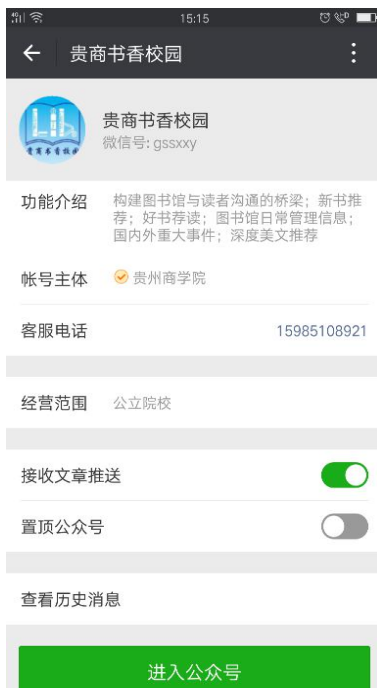 15:15
贵商书香校园
贵商书香校园
微信号: gssxxy
功能介绍
构建图书馆与读者沟通的桥梁；新书推
荐；好书荐读；图书馆日常管理信息；
国内外重大事件；深度美文推荐
帐号主体
贵州商学院
客服电话
15985108921
经营范围
公立院校
接收文章推送
置顶公众号
查看历史消息
进入公众号